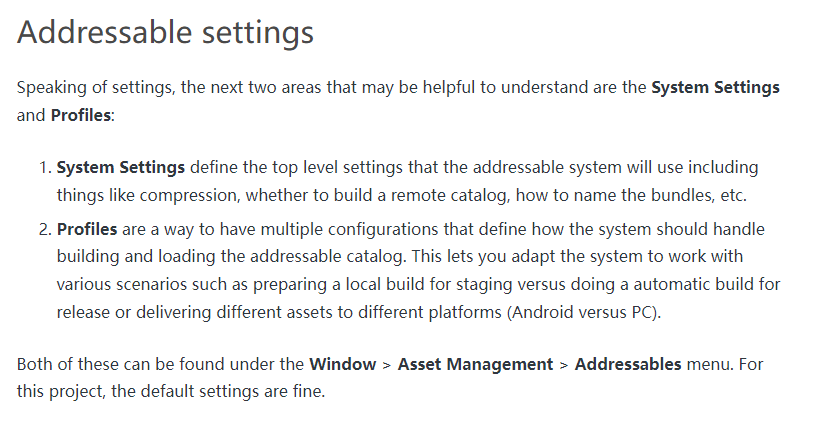 Addressable settings
Speaking of settings, the next two areas that may be helpful to understand are the System Settings
and Profiles:
1. System Settings define the top level settings that the addressable system will use including
things like compression, whether to build a remote catalog, how to name the bundles, etc.
2. Profiles are a way to have multiple configurations that define how the system should handle
building and loading the addressable catalog. This lets you adapt the system to work with
various scenarios such as preparing a local build for staging versus doing a automatic build for
release or delivering different assets to different platforms (Android versus PC).
Both of these can be found under the Window > Asset Management > Addressables menu. For
this project, the default settings are fine.